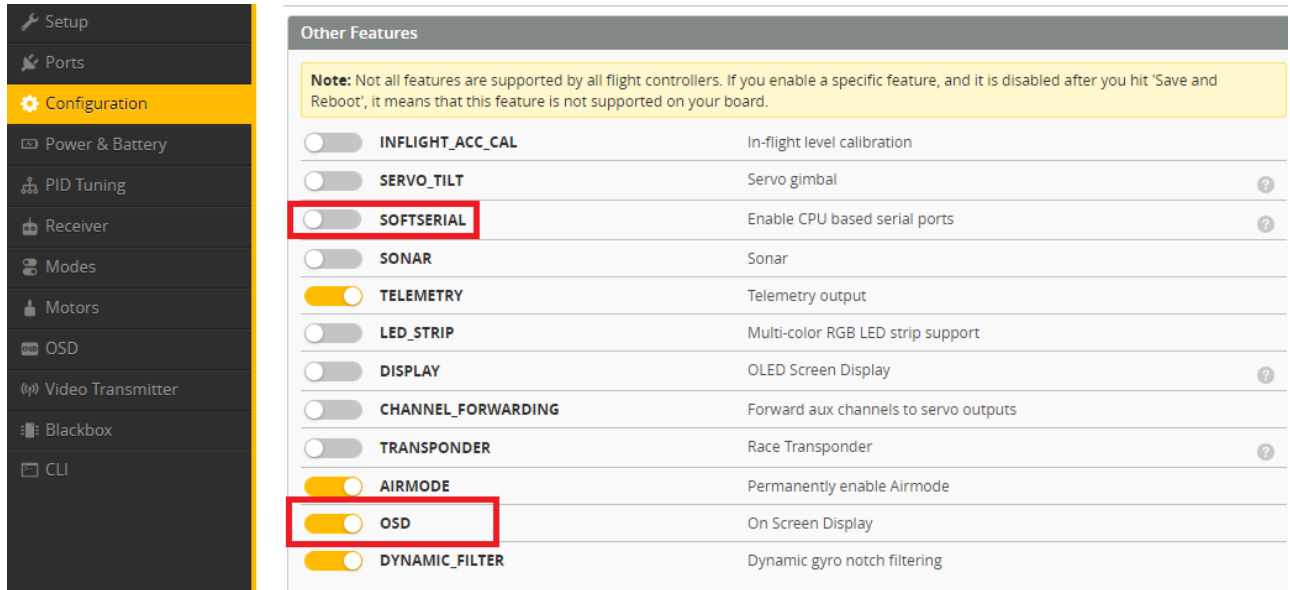 Setup
Ports
Configuration
Power & Battery
PID Tuning
Receiver
Modes
Motors
OSD
Video Transmitter
Blackbox
CLI
Other Features
Note: Not all features are supported by all flight controllers. If you enable a specific feature, and it is disabled after you hit 'Save and
Reboot', it means that this feature is not supported on your board.
INFLIGHT_ACC_CAL In-flight level calibration
SERVO_TILT Servo gimbal ?
SOFTSERIAL Enable CPU based serial ports ?
SONAR Sonar
TELEMETRY Telemetry output
LED_STRIP Multi-color RGB LED strip support
DISPLAY OLED Screen Display ?
CHANNEL_FORWARDING Forward aux channels to servo outputs
TRANSPONDER Race Transponder ?
AIRMODE Permanently enable Airmode
OSD On Screen Display
DYNAMIC_FILTER Dynamic gyro notch filtering